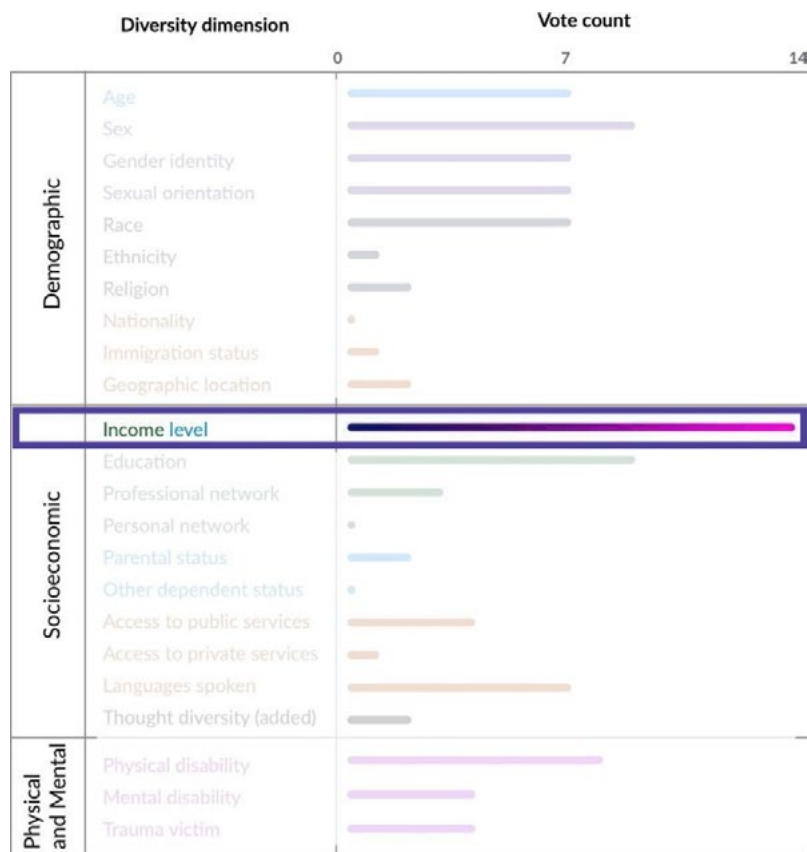 Diversity dimension
Vote count
0 7 14
Demographic
Age
Sex
Gender identity
Sexual orientation
Race
Ethnicity
Religion
Nationality
Immigration status
Geographic location
Socioeconomic
Income level
Education
Professional network
Personal network
Parental status
Other dependent status
Access to public services
Access to private services
Languages spoken
Thought diversity (added)
Physical
and Mental
Physical disability
Mental disability
Trauma victim